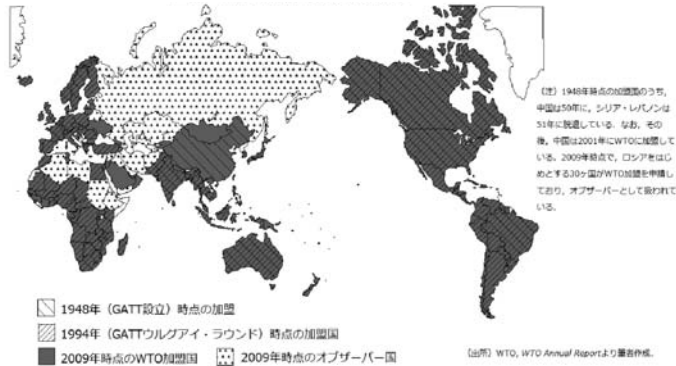 （注）1948年時点の加盟国のうち,
中国は50年に, シリア・レバノンは
51年に脱退している. なお, その
後, 中国は2001年にWTOに加盟して
いる. 2009年時点で, ロシアをはじ
めとする30ヶ国がWTO加盟を申請し
ており, オブザーバーとして扱われて
いる.
1948年（GATT設立）時点の加盟
1994年（GATTウルグアイ・ラウンド）時点の加盟国
2009年時点のWTO加盟国 2009年時点のオブザーバー国
（出所）WTO, WTO Annual Reportより筆者作成.